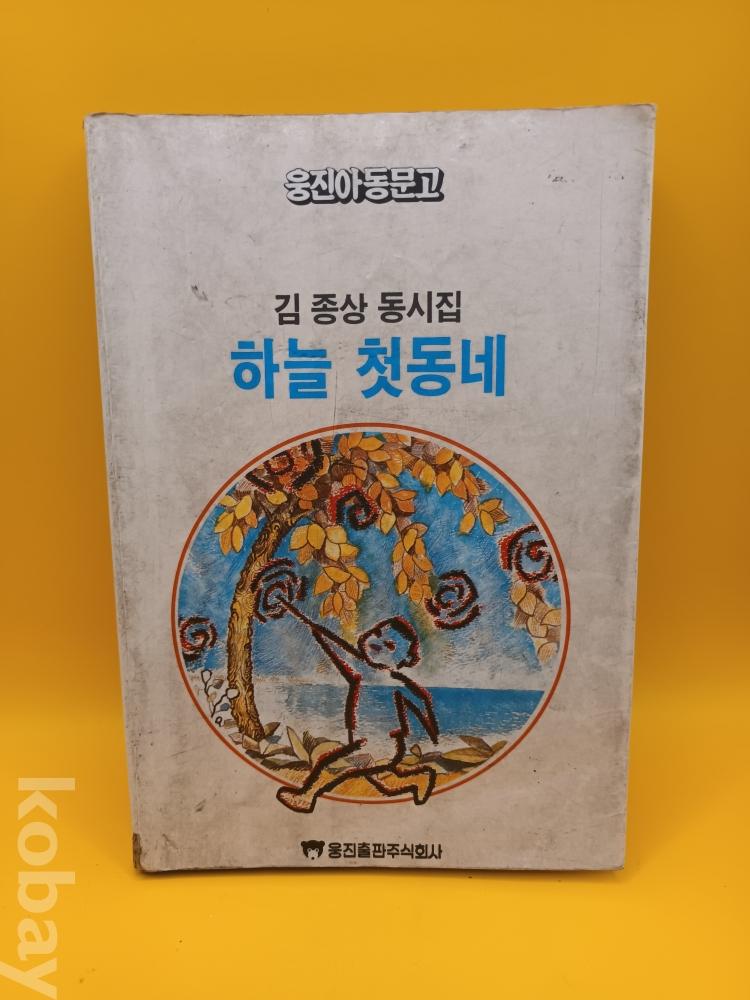 웅진아동문고
김 종상 동시집
하늘 첫동네
웅진출판주식회사
kobay